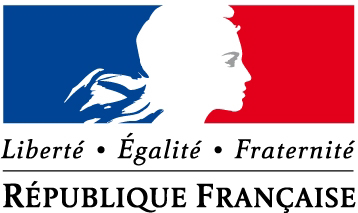 Liberté • Égalité • Fraternité
RÉPUBLIQUE FRANÇAISE